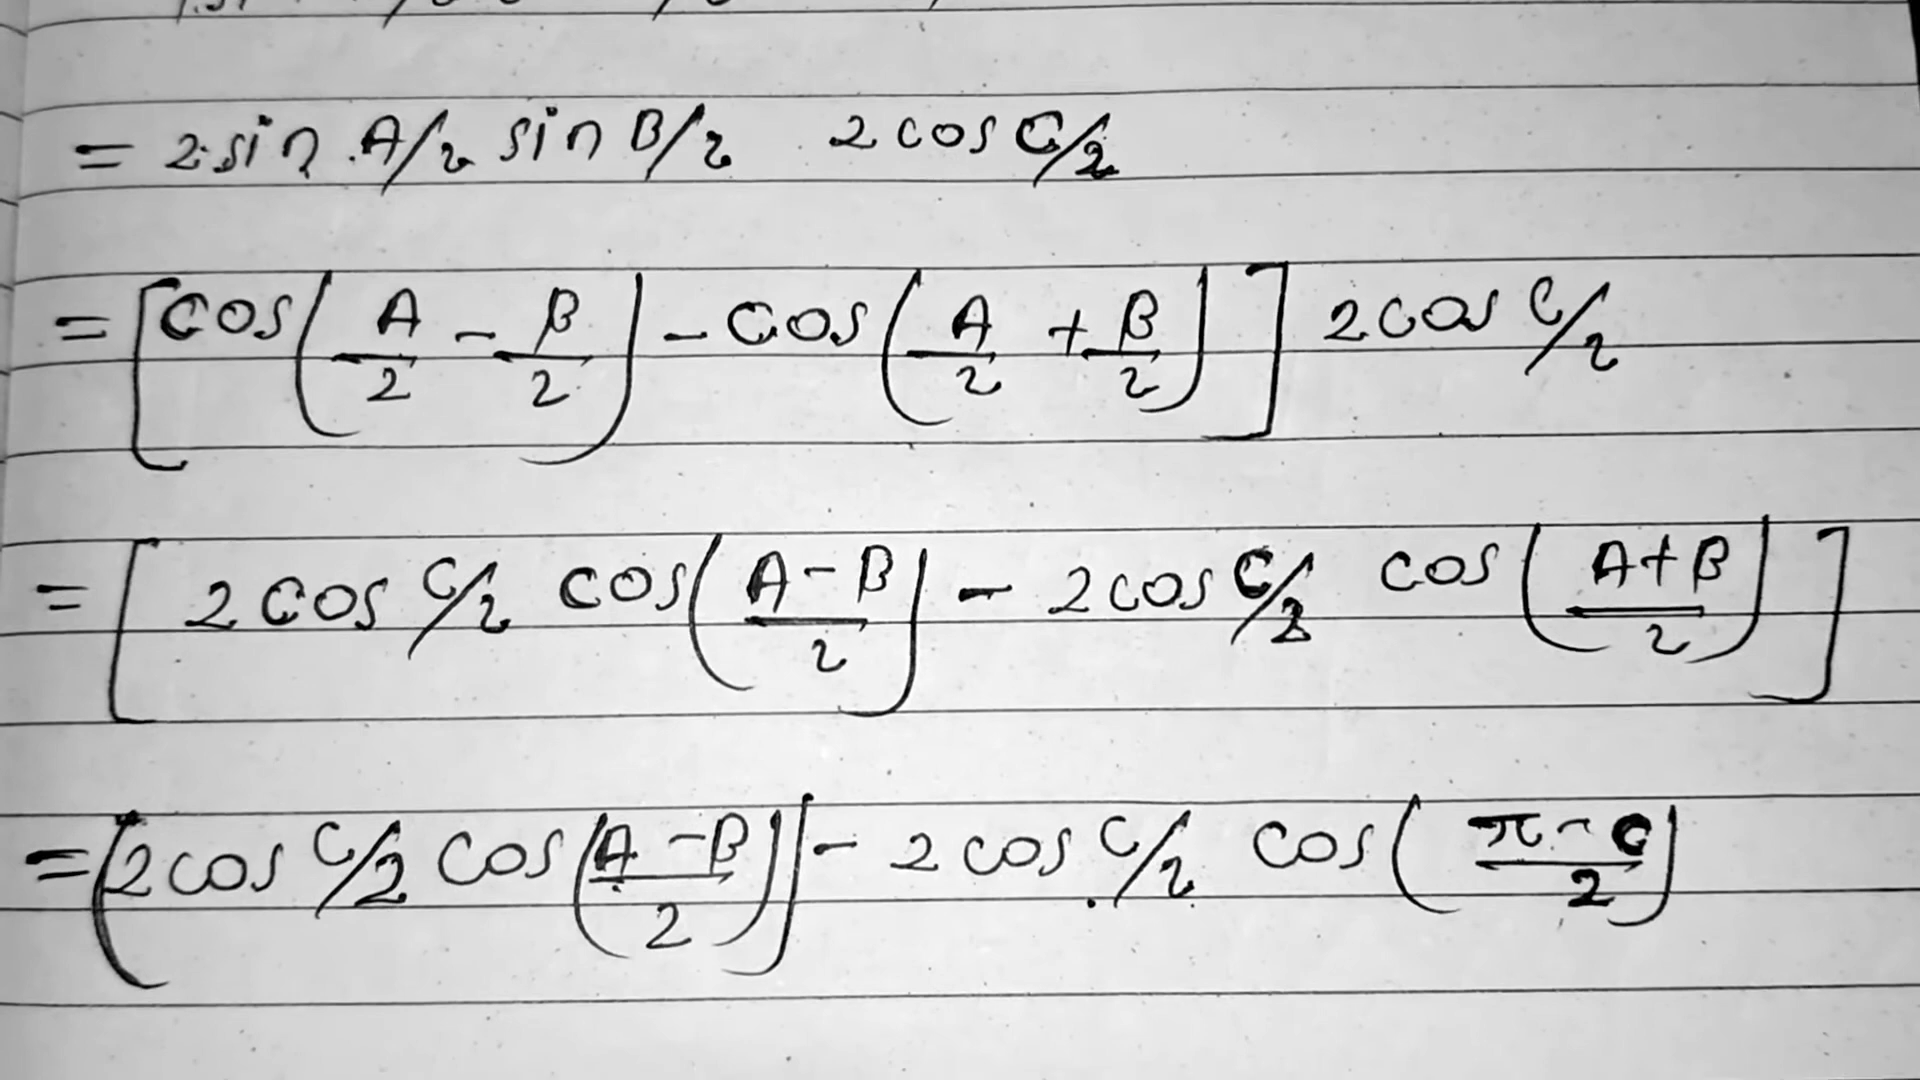 = 2 sin A/2 sin B/2 2 cos C/2
= [cos(A/2 - B/2) - cos(A/2 + B/2)] 2 cos C/2
= [2 cos C/2 cos(A-B/2) - 2 cos C/2 cos(A+B/2)]
= (2 cos C/2 cos(A-B/2)) - 2 cos C/2 cos(π-C/2)